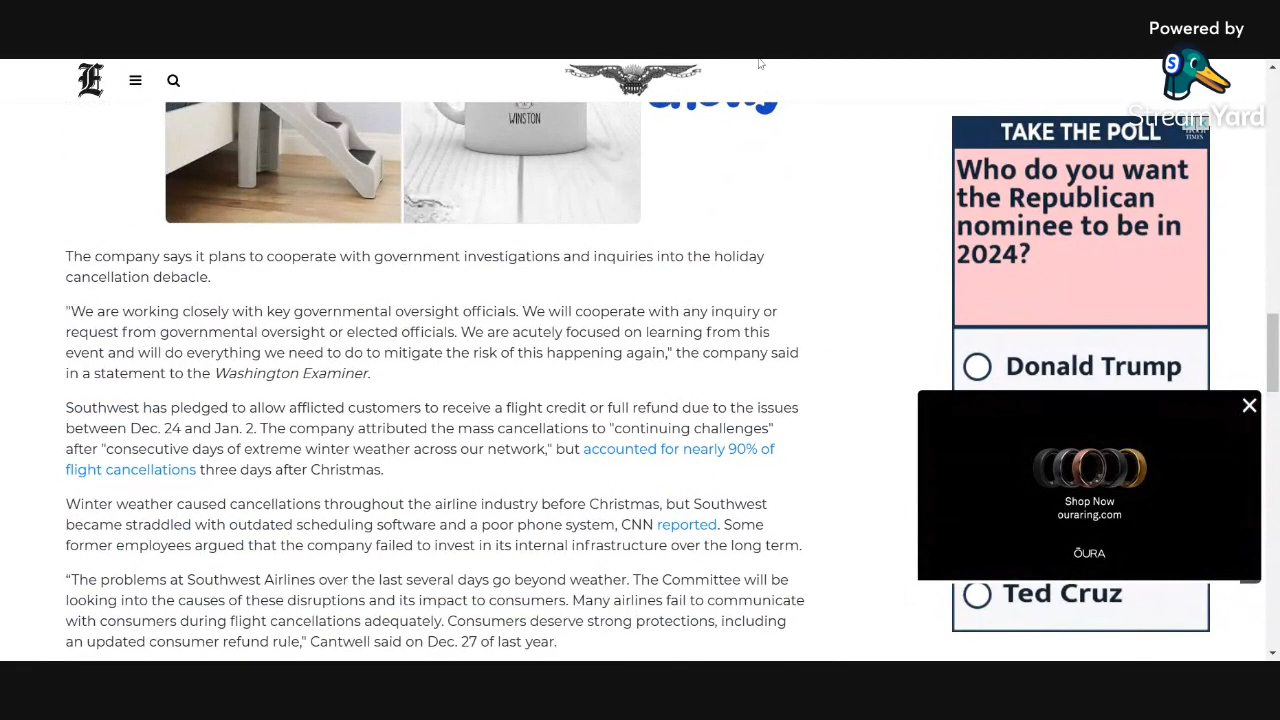 Powered by
StreamYard
S
E
WINSTON
The company says it plans to cooperate with government investigations and inquiries into the holiday
cancellation debacle.
"We are working closely with key governmental oversight officials. We will cooperate with any inquiry or
request from governmental oversight or elected officials. We are acutely focused on learning from this
event and will do everything we need to do to mitigate the risk of this happening again," the company said
in a statement to the Washington Examiner.
Southwest has pledged to allow afflicted customers to receive a flight credit or full refund due to the issues
between Dec. 24 and Jan. 2. The company attributed the mass cancellations to "continuing challenges"
after "consecutive days of extreme winter weather across our network," but accounted for nearly 90% of
flight cancellations three days after Christmas.
Winter weather caused cancellations throughout the airline industry before Christmas, but Southwest
became straddled with outdated scheduling software and a poor phone system, CNN reported. Some
former employees argued that the company failed to invest in its internal infrastructure over the long term.
“The problems at Southwest Airlines over the last several days go beyond weather. The Committee will be
looking into the causes of these disruptions and its impact to consumers. Many airlines fail to communicate
with consumers during flight cancellations adequately. Consumers deserve strong protections, including
an updated consumer refund rule," Cantwell said on Dec. 27 of last year.
TAKE THE POLL
TIMES
Who do you want
the Republican
nominee to be in
2024?
Donald Trump
Shop Now
ouraring.com
ŌURA
Ted Cruz